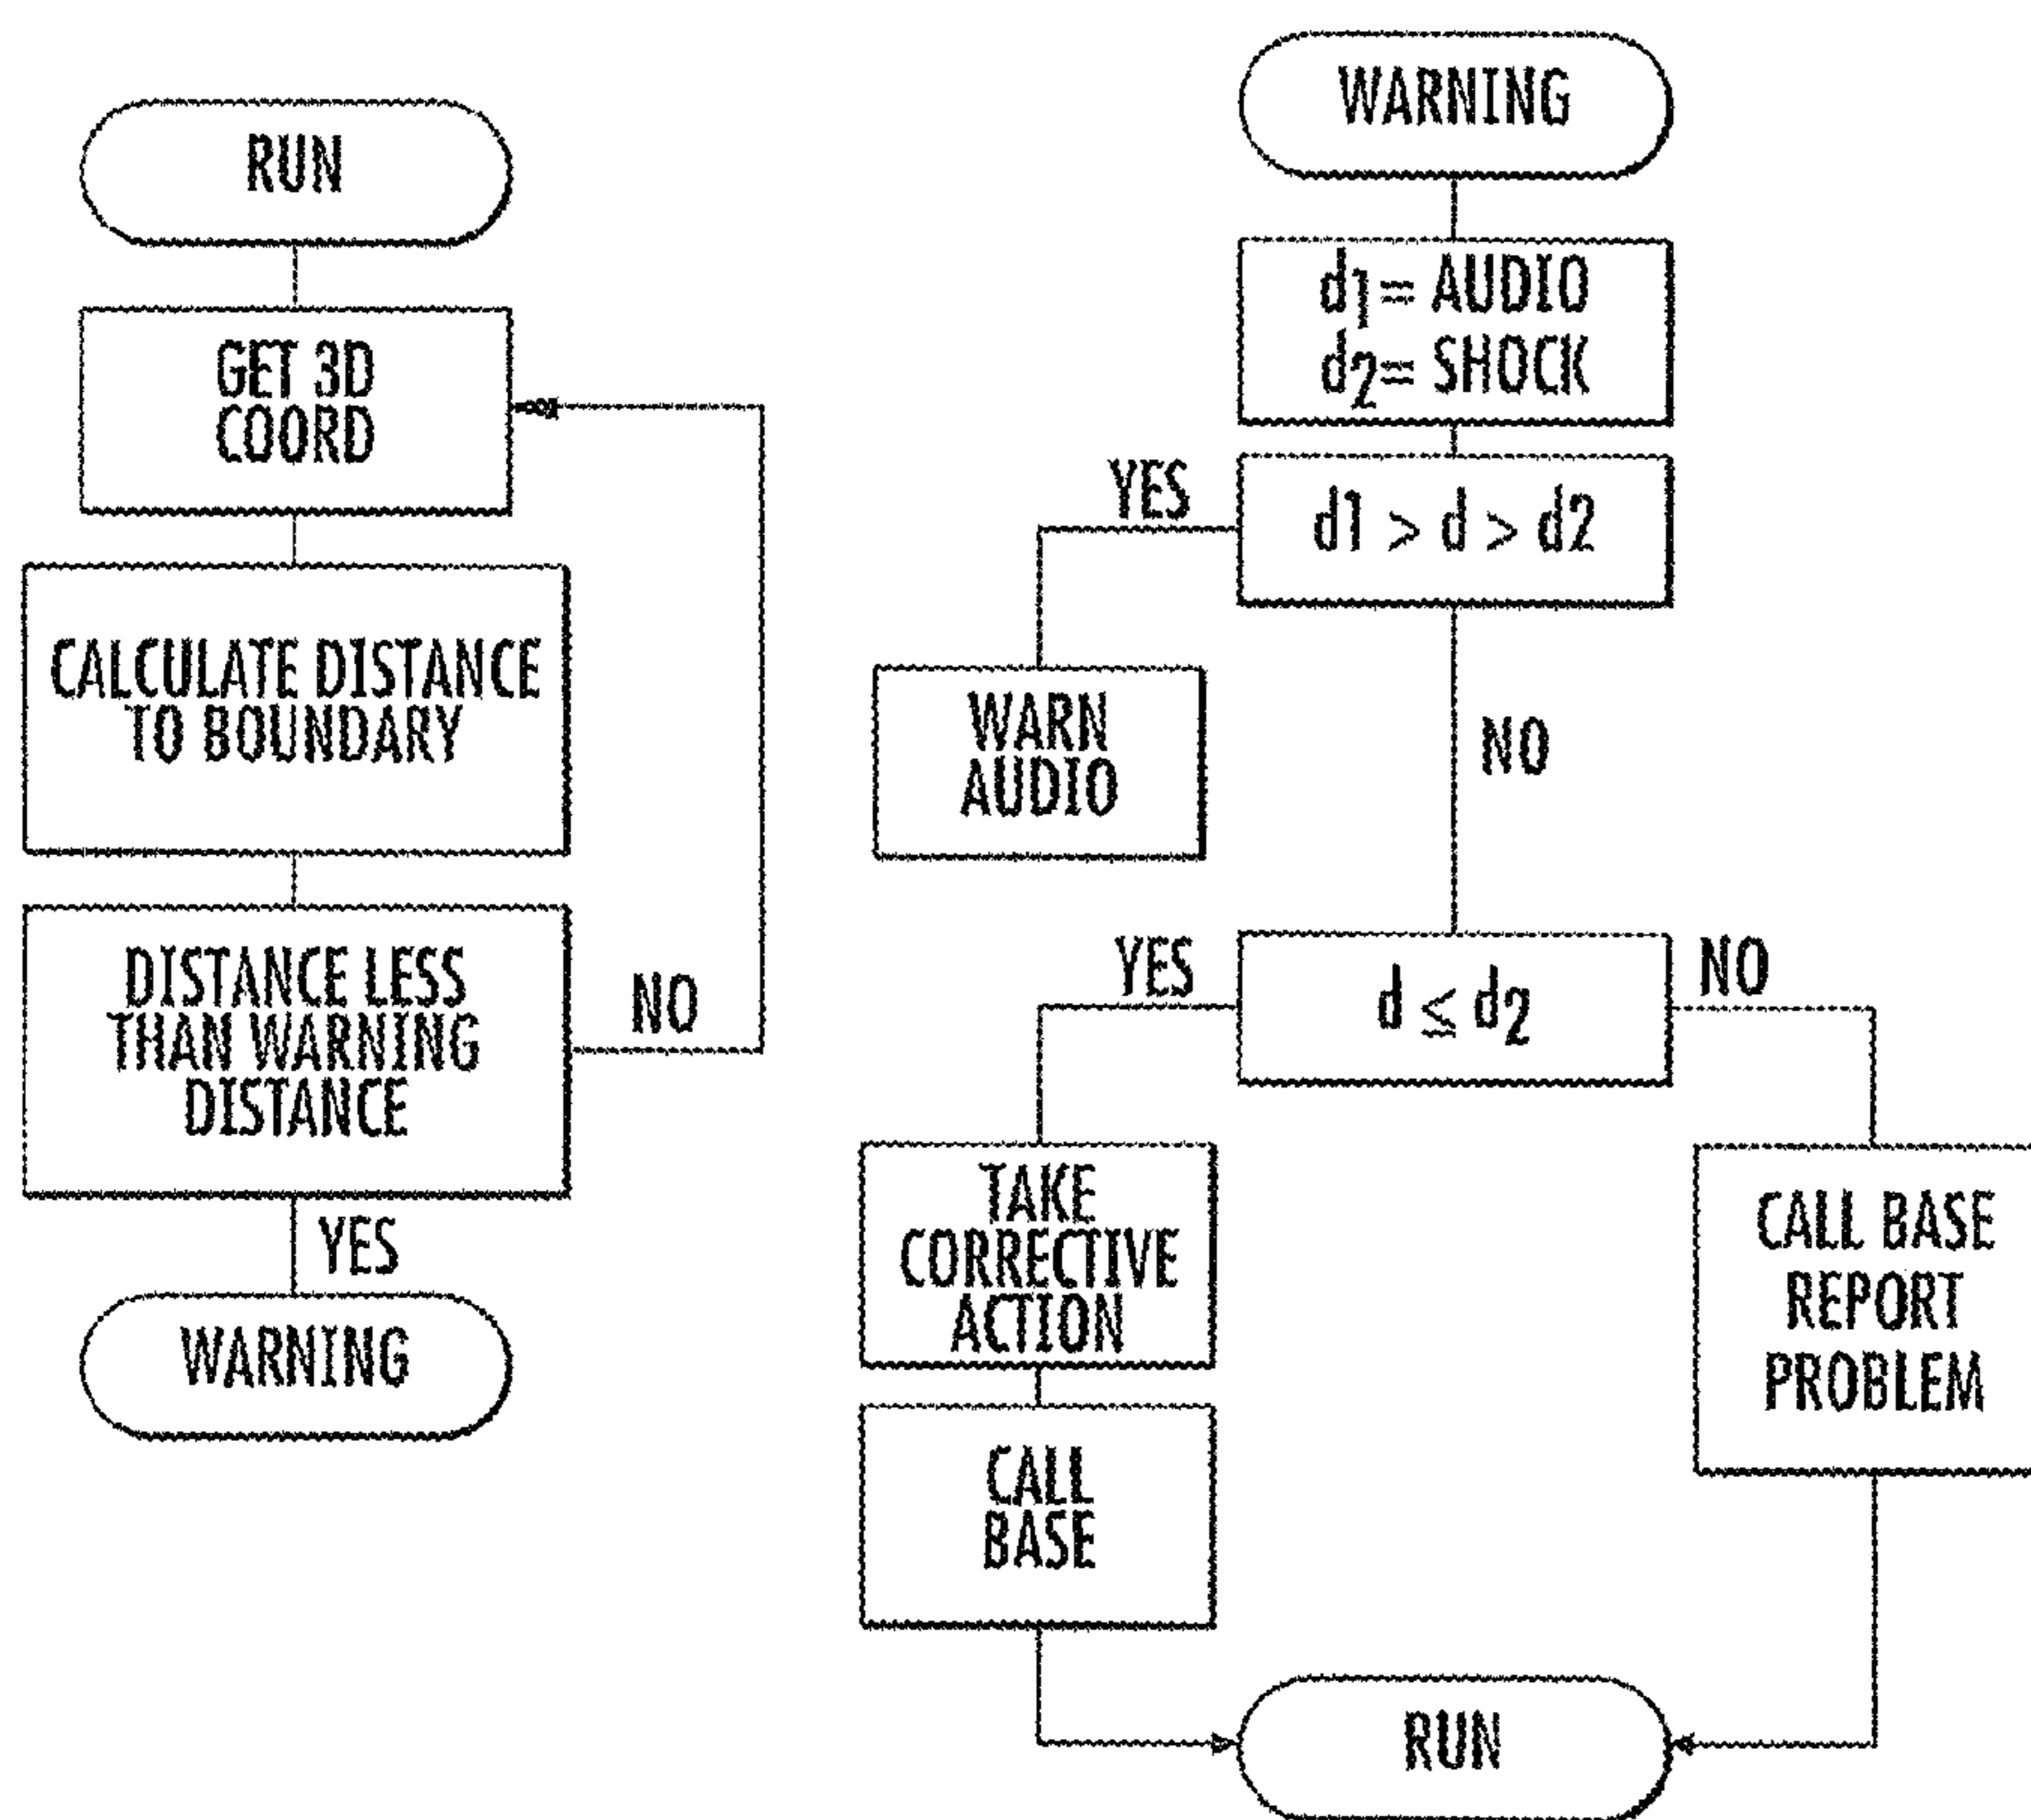 RUN
GET 3D
COORD
CALCULATE DISTANCE
TO BOUNDARY
DISTANCE LESS
THAN WARNING
DISTANCE
NO
YES
WARNING
WARNING
d1 = AUDIO
d2 = SHOCK
d1 > d > d2
YES
WARN
AUDIO
NO
d ≦ d2
YES
NO
TAKE
CORRECTIVE
ACTION
CALL
BASE
CALL BASE
REPORT
PROBLEM
RUN